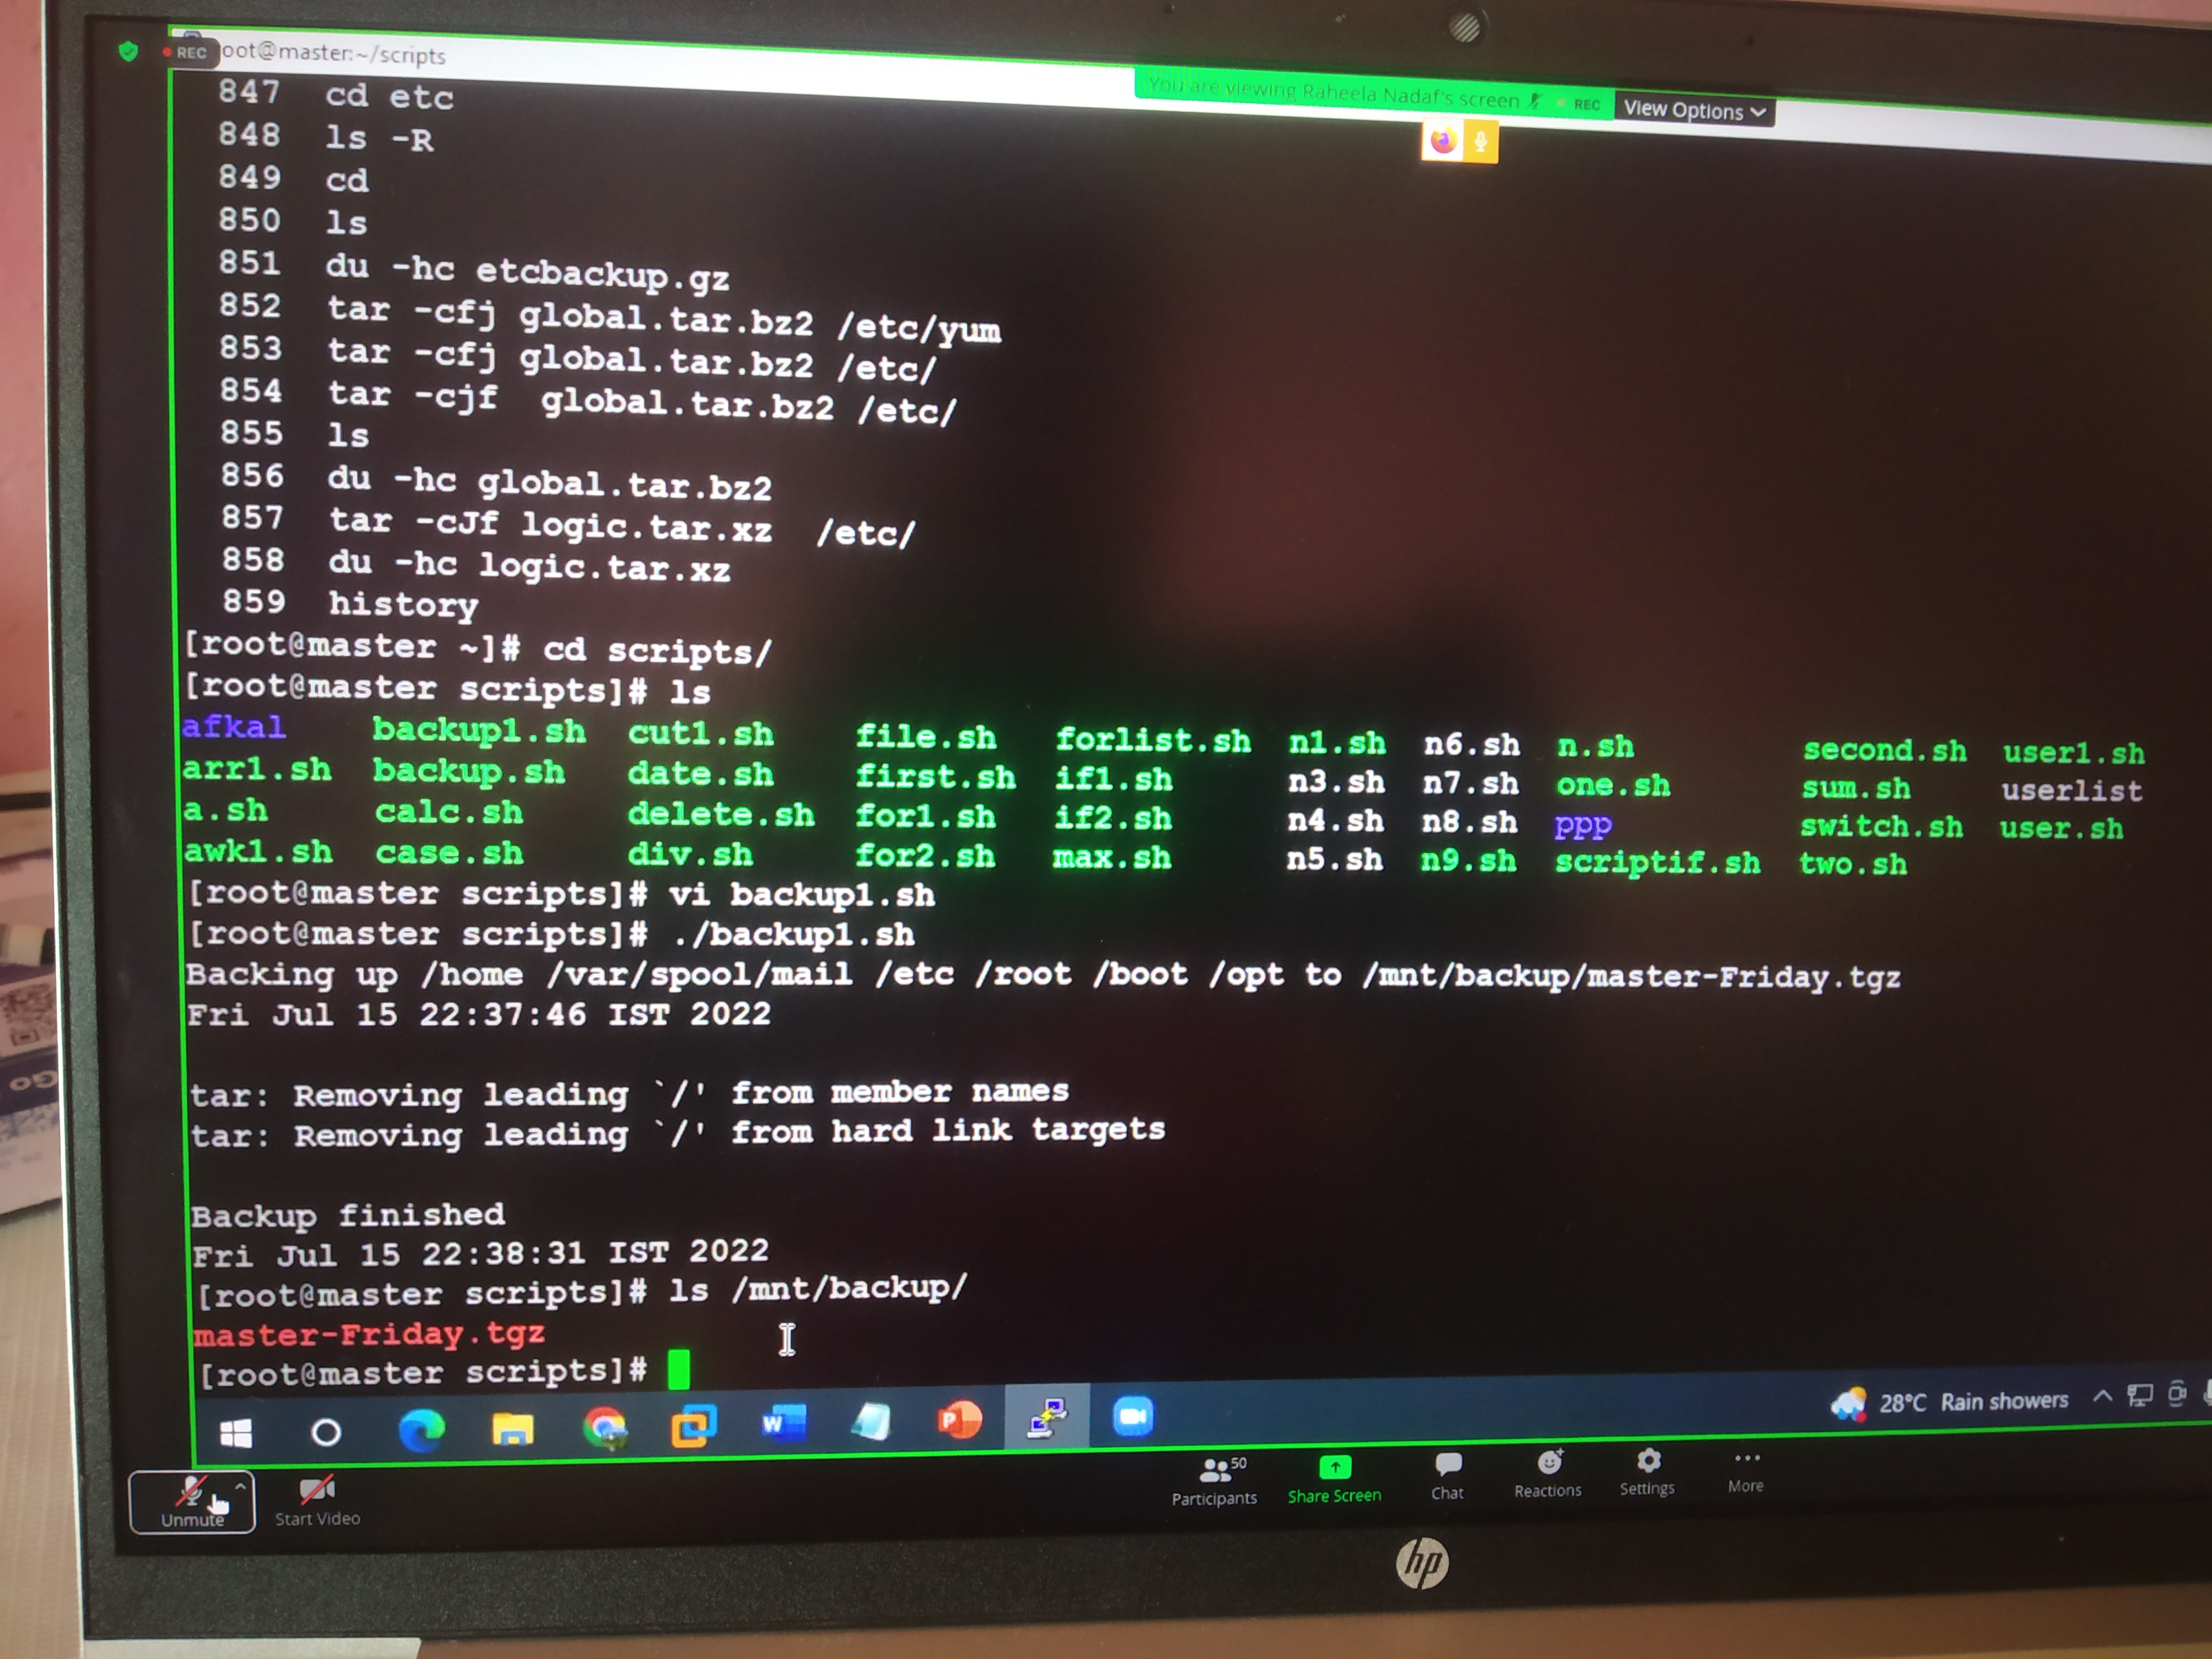 REC
oot@master:~/scripts
You are viewing Raheela Nadaf's screen
REC
View Options
847 cd etc
848 ls -R
849 cd
850 ls
851 du -hc etcbackup.gz
852 tar -cfj global.tar.bz2 /etc/yum
853 tar -cfj global.tar.bz2 /etc/
854 tar -cjf  global.tar.bz2 /etc/
855 ls
856 du -hc global.tar.bz2
857 tar -cJf logic.tar.xz  /etc/
858 du -hc logic.tar.xz
859 history
[root@master ~]# cd scripts/
[root@master scripts]# ls
afkal backup1.sh cut1.sh file.sh forlist.sh n1.sh n6.sh n.sh second.sh user1.sh
arr1.sh backup.sh date.sh first.sh if1.sh n3.sh n7.sh one.sh sum.sh userlist
a.sh calc.sh delete.sh for1.sh if2.sh n4.sh n8.sh ppp switch.sh user.sh
awk1.sh case.sh div.sh for2.sh max.sh n5.sh n9.sh scriptif.sh two.sh
[root@master scripts]# vi backup1.sh
[root@master scripts]# ./backup1.sh
Backing up /home /var/spool/mail /etc /root /boot /opt to /mnt/backup/master-Friday.tgz
Fri Jul 15 22:37:46 IST 2022
tar: Removing leading `/' from member names
tar: Removing leading `/' from hard link targets
Backup finished
Fri Jul 15 22:38:31 IST 2022
[root@master scripts]# ls /mnt/backup/
master-Friday.tgz
[root@master scripts]#
28°C Rain showers
Unmute
Start Video
50
Participants
Share Screen
Chat
Reactions
Settings
More
hp